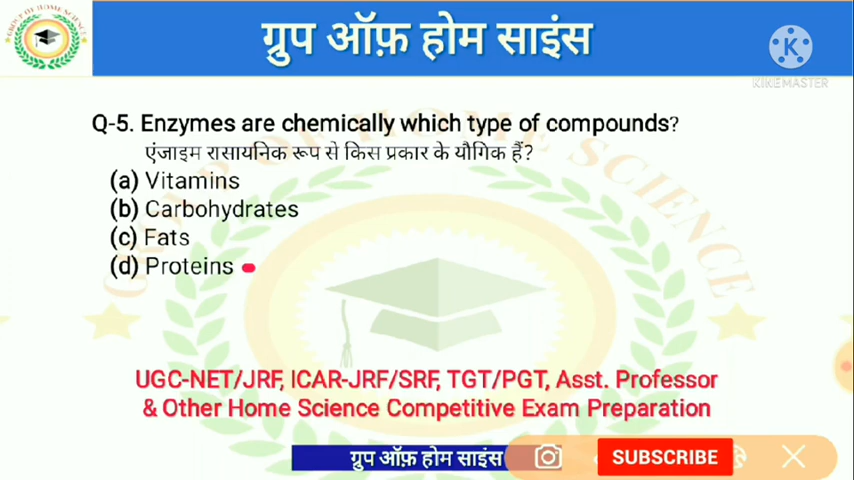 ग्रुप ऑफ़ होम साइंस
KINEMASTER
Q-5. Enzymes are chemically which type of compounds?
एंजाइम रासायनिक रूप से किस प्रकार के यौगिक हैं?
(a) Vitamins
(b) Carbohydrates
(c) Fats
(d) Proteins
UGC-NET/JRF, ICAR-JRF/SRF, TGT/PGT, Asst. Professor
& Other Home Science Competitive Exam Preparation
ग्रुप ऑफ़ होम साइंस
SUBSCRIBE